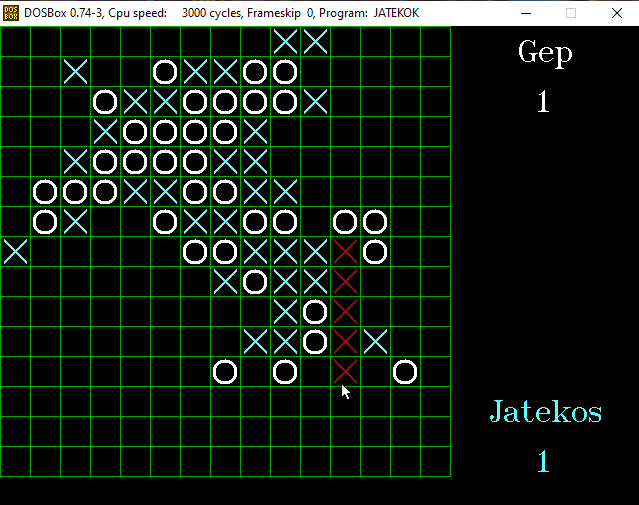 DOSBox 0.74-3, Cpu speed: 3000 cycles, Frameskip 0, Program: JATEKOK
Gep
1
Jatekos
1